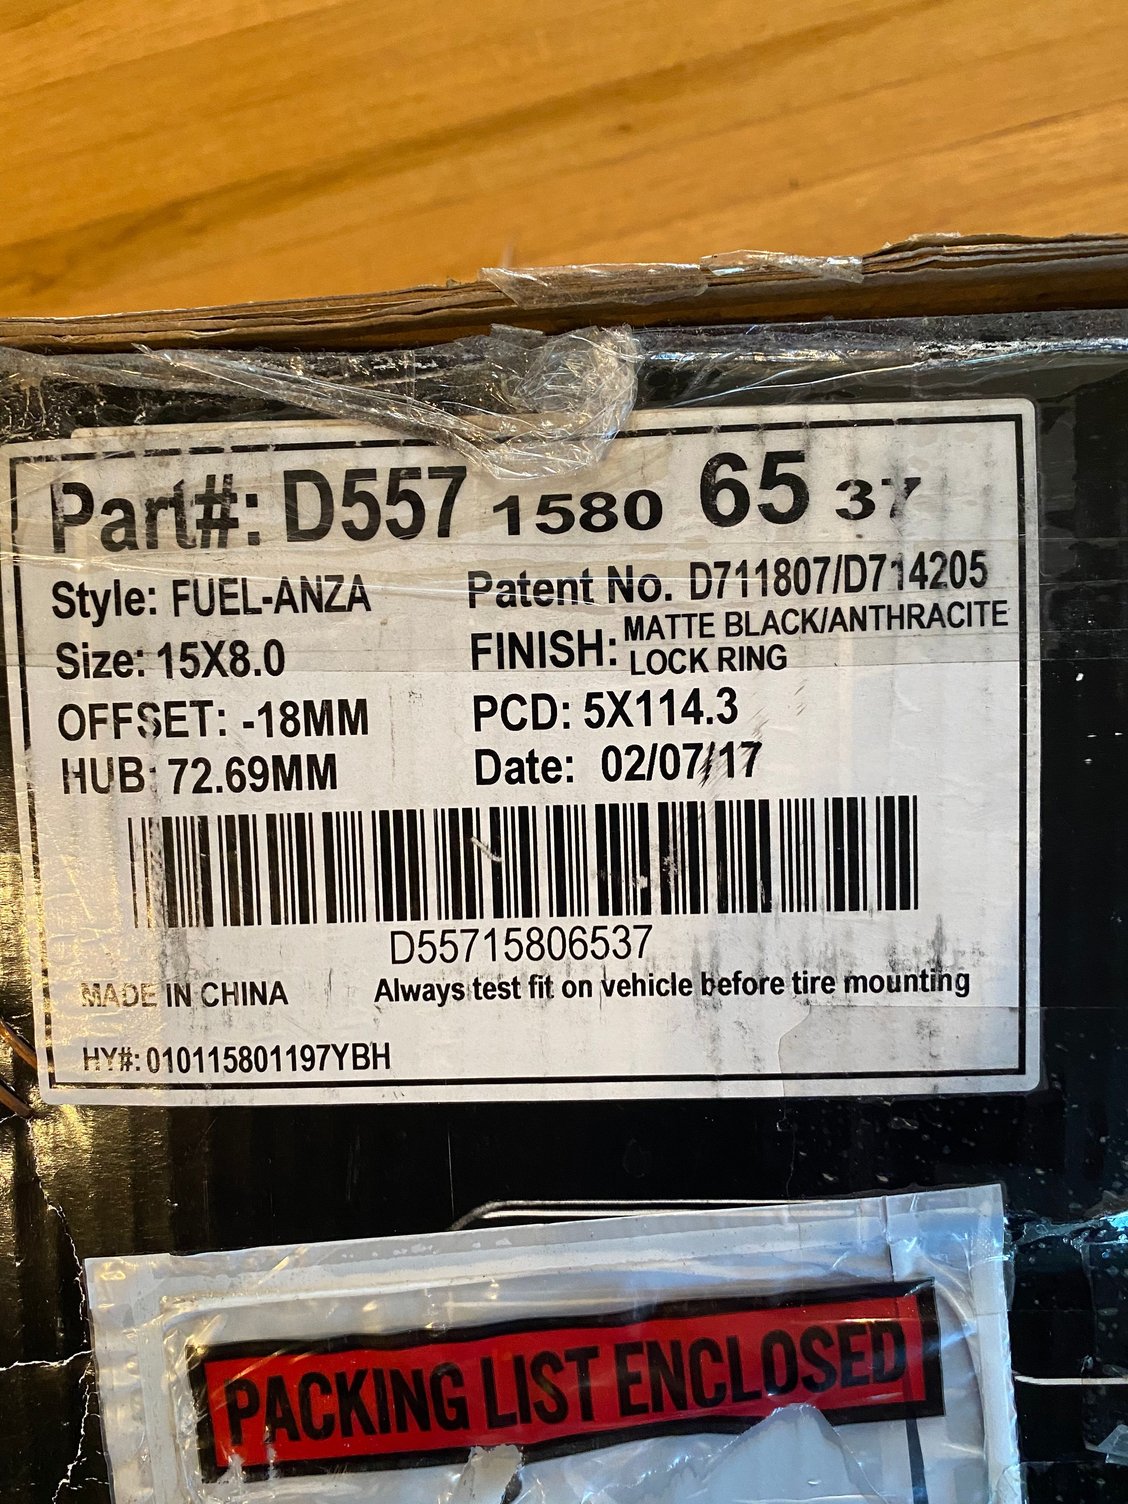 Part#: D557 1580 65 37
Style: FUEL-ANZA
Patent No. D711807/D714205
Size: 15X8.0
FINISH: MATTE BLACK/ANTHRACITE
LOCK RING
OFFSET: -18MM
PCD: 5X114.3
HUB: 72.69MM
Date: 02/07/17
D55715806537
MADE IN CHINA
Always test fit on vehicle before tire mounting
HY#: 010115801197YBH
PACKING LIST ENCLOSED